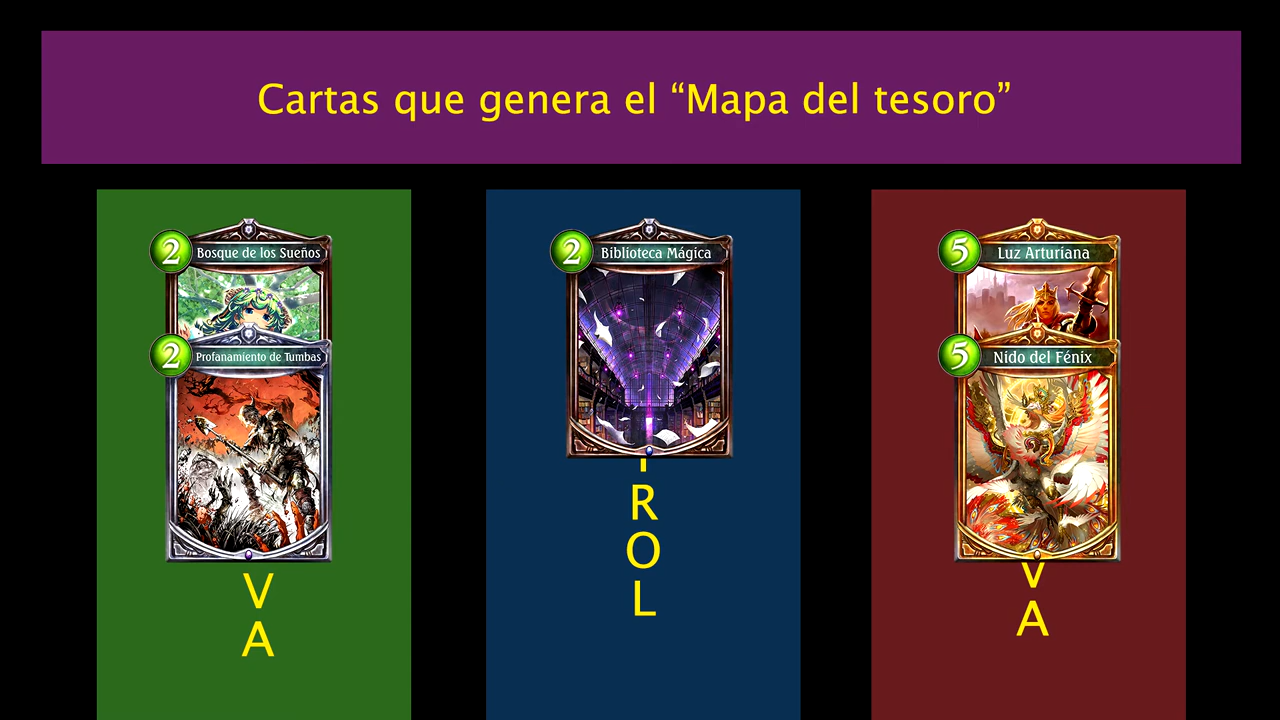 Cartas que genera el “Mapa del tesoro”
2 Bosque de los Sueños
2 Profanamiento de Tumbas
V
A
2 Biblioteca Mágica
R
O
L
5 Luz Arturiana
5 Nido del Fénix
V
A